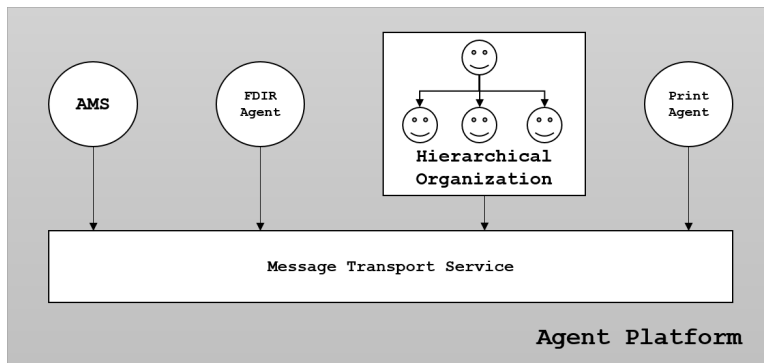 AMS
FDIR
Agent
Hierarchical
Organization
Print
Agent
Message Transport Service
Agent Platform